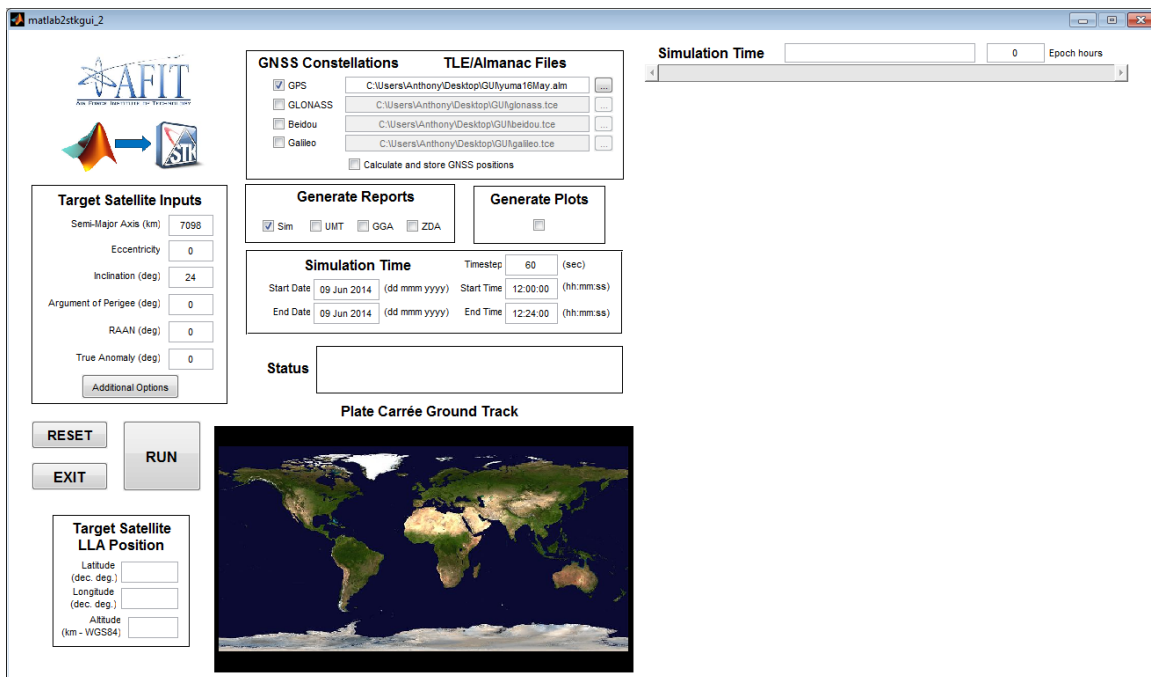 matlab2stkgui_2
AFIT
AIR FORCE INSTITUTE OF TECHNOLOGY
STK
GNSS Constellations TLE/Almanac Files
GPS C:\Users\Anthony\Desktop\GUI\yuma16May.alm ...
GLONASS C:\Users\Anthony\Desktop\GUI\glonass.tce ...
Beidou C:\Users\Anthony\Desktop\GUI\beidou.tce ...
Galileo C:\Users\Anthony\Desktop\GUI\galileo.tce ...
Calculate and store GNSS positions
Simulation Time 0 Epoch hours
Target Satellite Inputs
Semi-Major Axis (km) 7098
Eccentricity 0
Inclination (deg) 24
Argument of Perigee (deg) 0
RAAN (deg) 0
True Anomaly (deg) 0
Additional Options
Generate Reports
Sim UMT GGA ZDA
Generate Plots
Simulation Time Timestep 60 (sec)
Start Date 09 Jun 2014 (dd mmm yyyy) Start Time 12:00:00 (hh:mm:ss)
End Date 09 Jun 2014 (dd mmm yyyy) End Time 12:24:00 (hh:mm:ss)
Status
RESET
EXIT
RUN
Plate Carrée Ground Track
Target Satellite
LLA Position
Latitude
(dec. deg.)
Longitude
(dec. deg.)
Altitude
(km - WGS84)